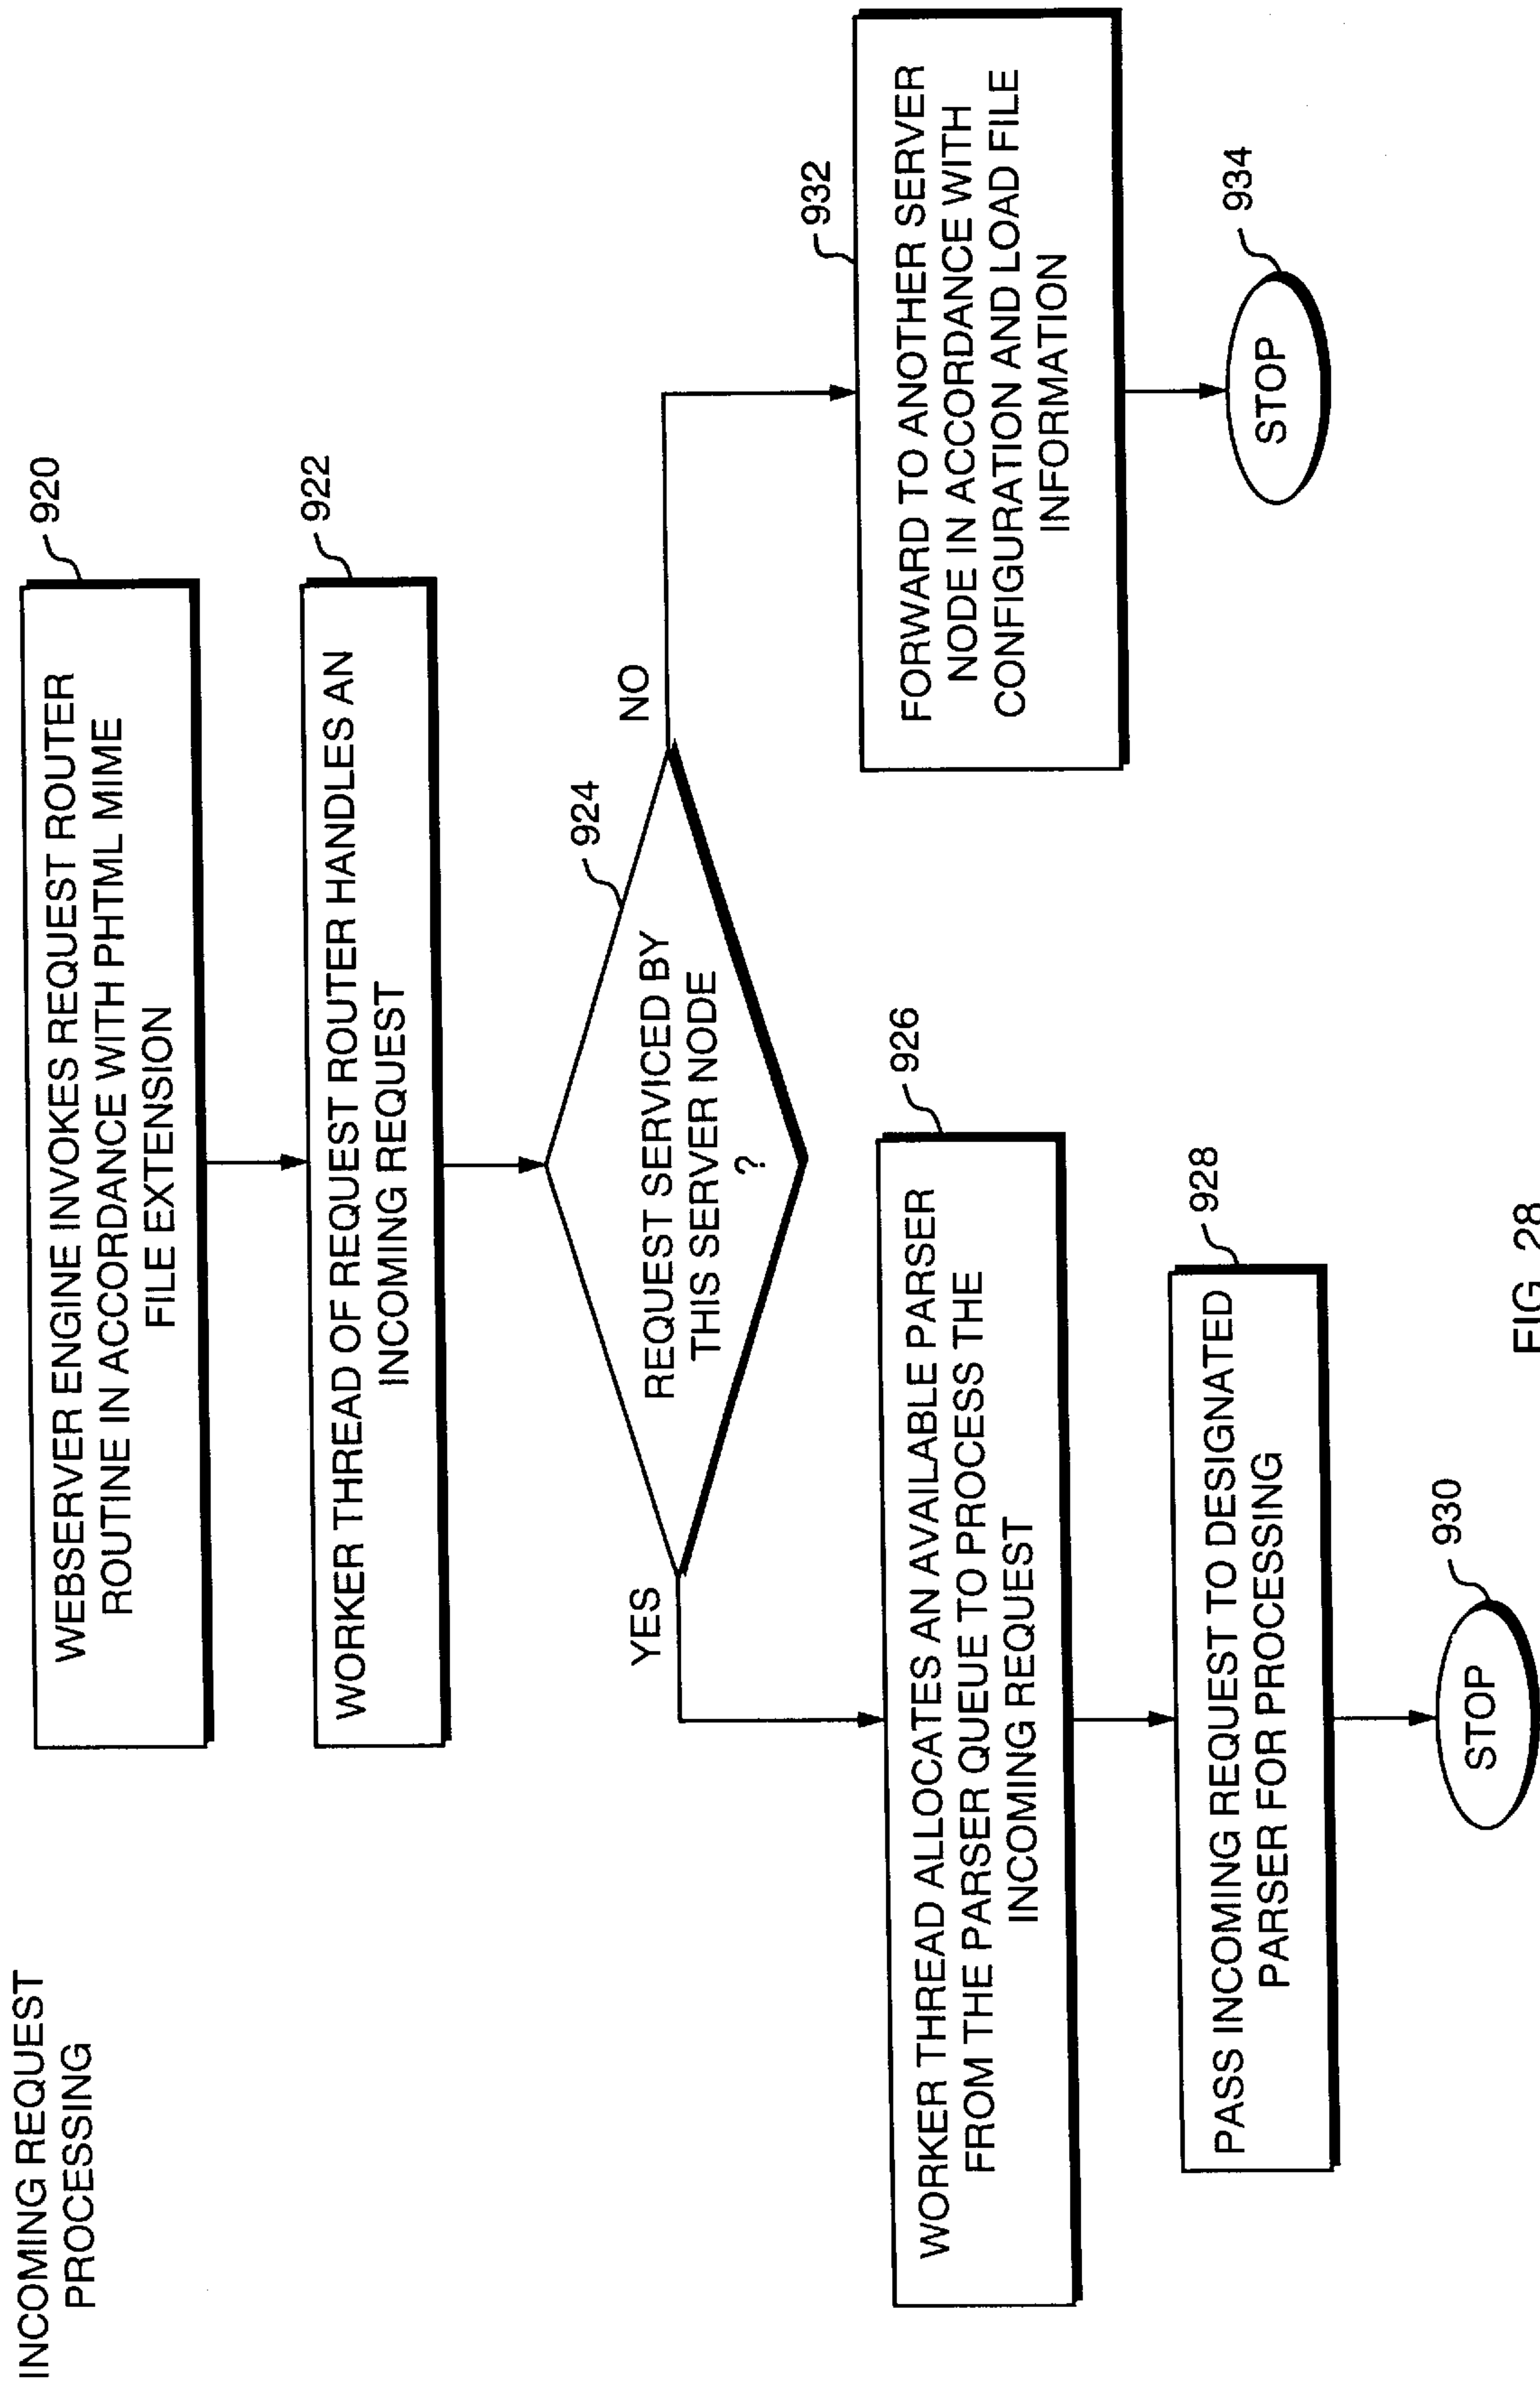 INCOMING REQUEST
PROCESSING
WEBSERVER ENGINE INVOKES REQUEST ROUTER
ROUTINE IN ACCORDANCE WITH PHTML MIME
FILE EXTENSION
920
WORKER THREAD OF REQUEST ROUTER HANDLES AN
INCOMING REQUEST
922
REQUEST SERVICED BY
THIS SERVER NODE
?
924
YES
NO
WORKER THREAD ALLOCATES AN AVAILABLE PARSER
FROM THE PARSER QUEUE TO PROCESS THE
INCOMING REQUEST
926
PASS INCOMING REQUEST TO DESIGNATED
PARSER FOR PROCESSING
928
STOP
930
FORWARD TO ANOTHER SERVER
NODE IN ACCORDANCE WITH
CONFIGURATION AND LOAD FILE
INFORMATION
932
STOP
934
FIG. 28